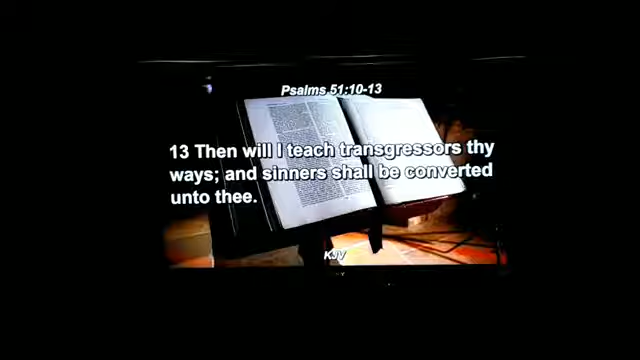 Psalms 51:10-13
13 Then will I teach transgressors thy
ways; and sinners shall be converted
unto thee.
KJV